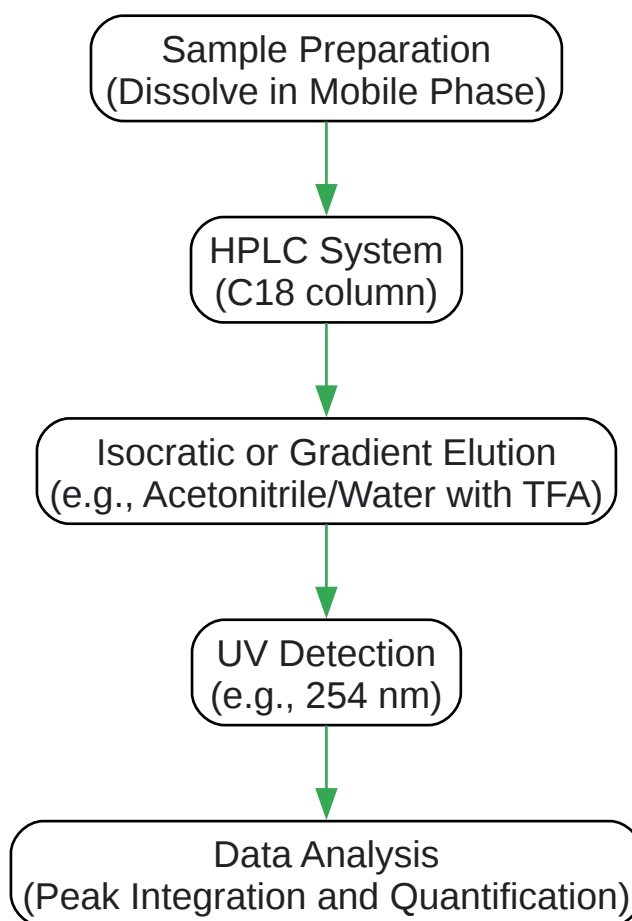 Sample Preparation
(Dissolve in Mobile Phase)
HPLC System
(C18 column)
Isocratic or Gradient Elution
(e.g., Acetonitrile/Water with TFA)
UV Detection
(e.g., 254 nm)
Data Analysis
(Peak Integration and Quantification)